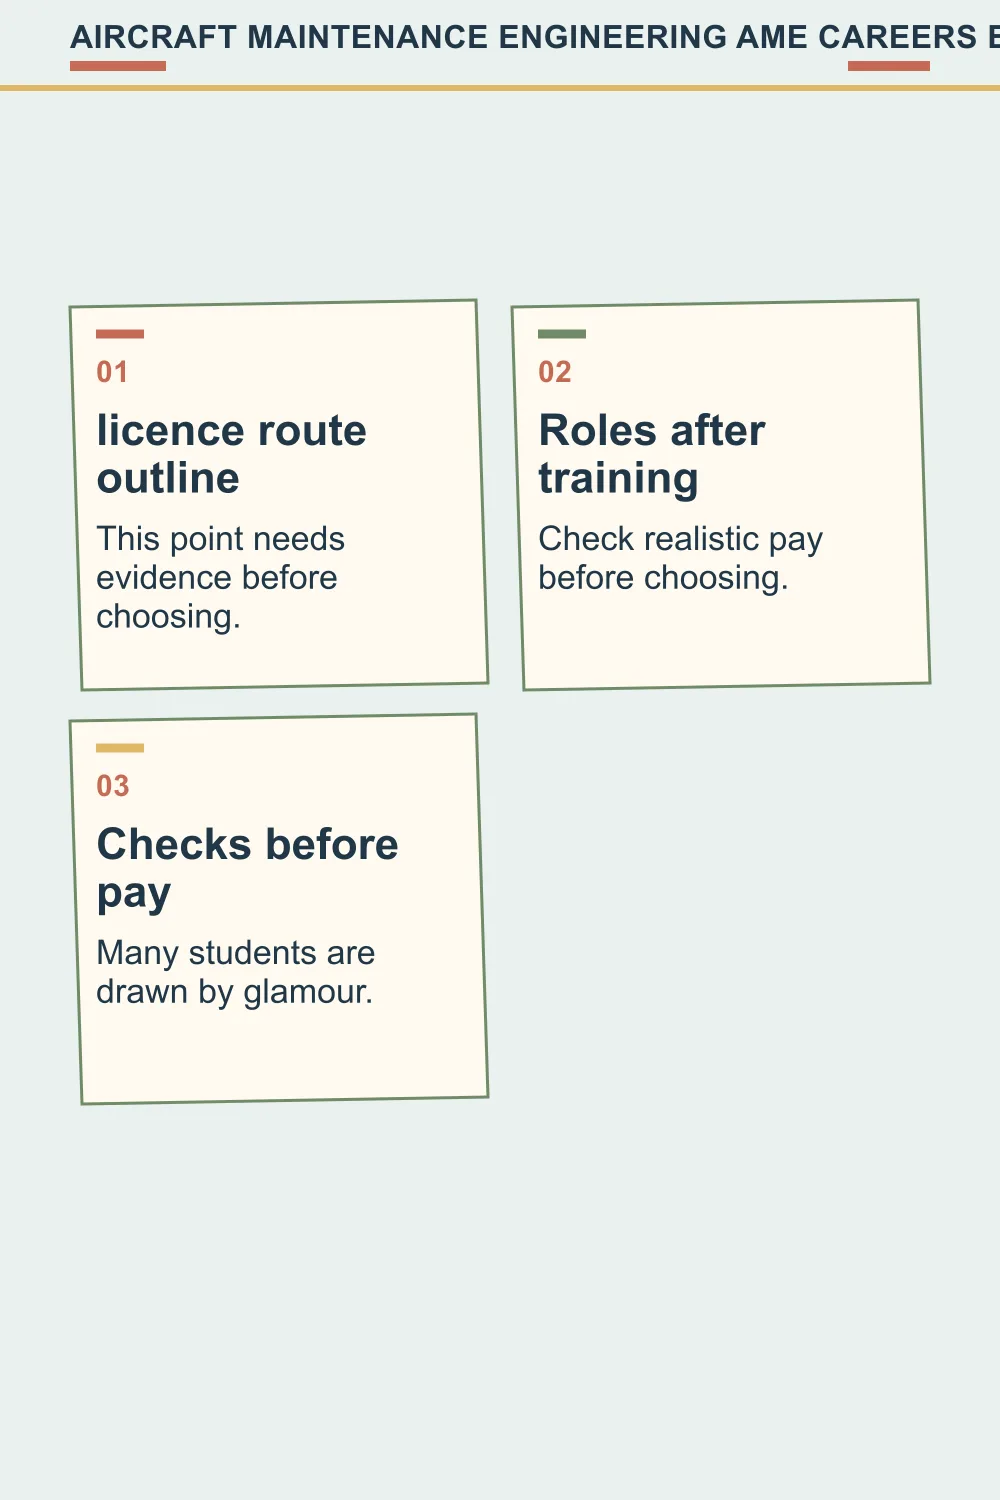 AIRCRAFT MAINTENANCE ENGINEERING AME CAREERS
01
licence route
outline
This point needs
evidence before
choosing.
02
Roles after
training
Check realistic pay
before choosing.
03
Checks before
pay
Many students are
drawn by glamour.